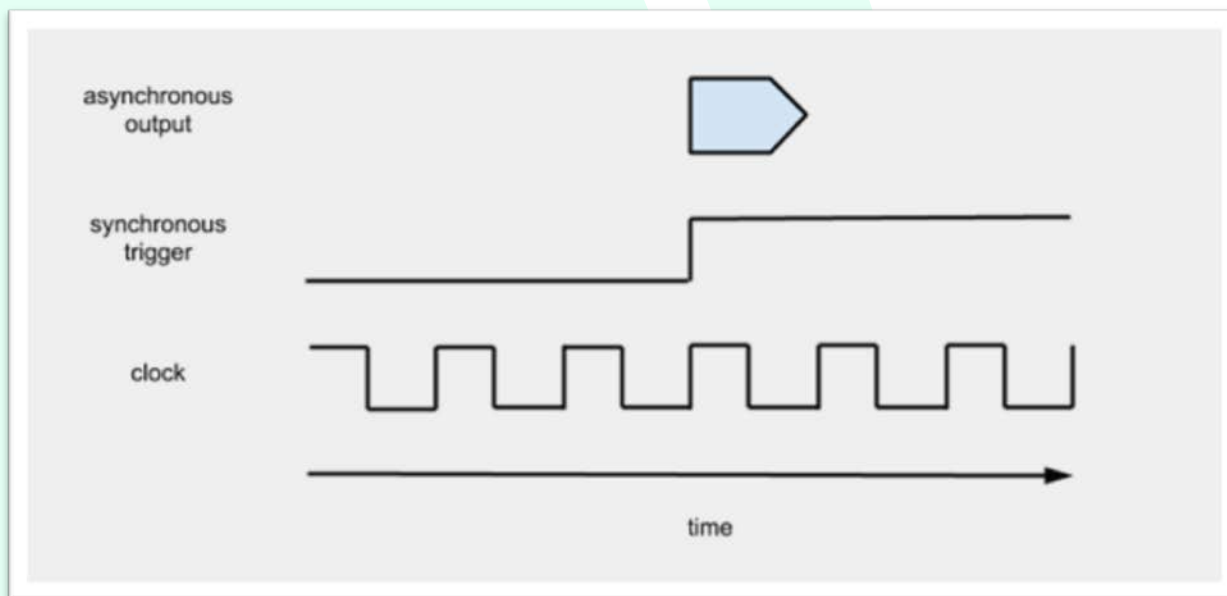 asynchronous
output
synchronous
trigger
clock
time